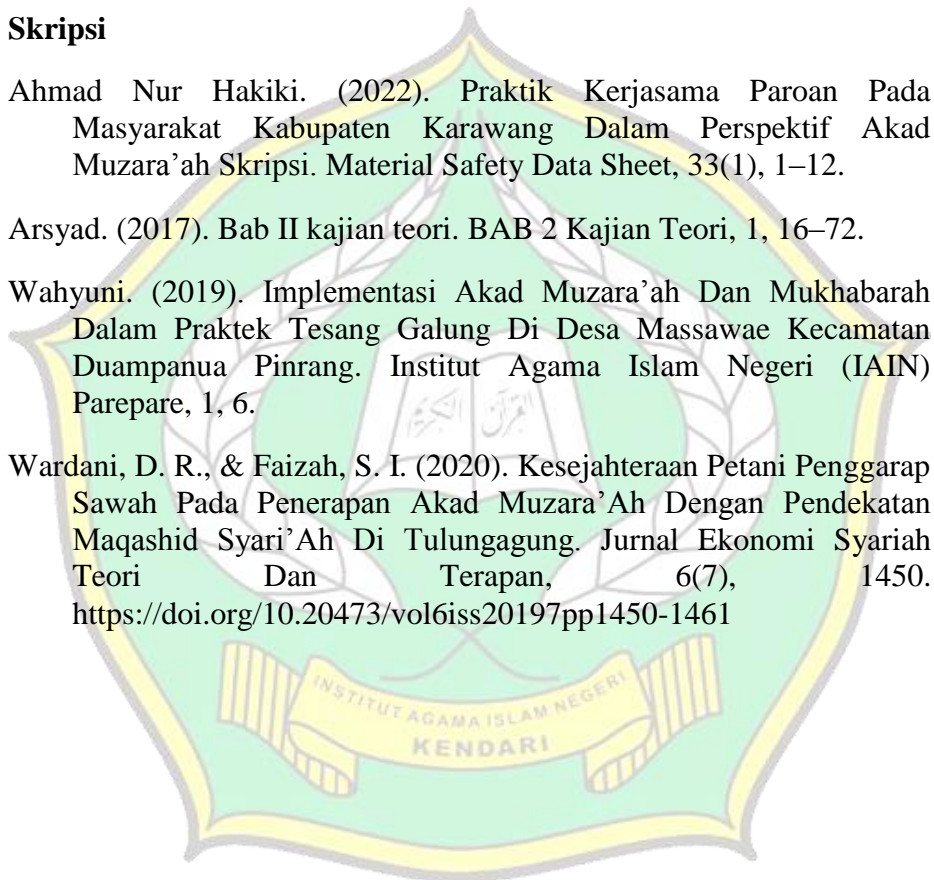 Skripsi
Ahmad Nur Hakiki. (2022). Praktik Kerjasama Paroan Pada
Masyarakat Kabupaten Karawang Dalam Perspektif Akad
Muzara’ah Skripsi. Material Safety Data Sheet, 33(1), 1–12.
Arsyad. (2017). Bab II kajian teori. BAB 2 Kajian Teori, 1, 16–72.
Wahyuni. (2019). Implementasi Akad Muzara’ah Dan Mukhabarah
Dalam Praktek Tesang Galung Di Desa Massawae Kecamatan
Duampanua Pinrang. Institut Agama Islam Negeri (IAIN)
Parepare, 1, 6.
Wardani, D. R., & Faizah, S. I. (2020). Kesejahteraan Petani Penggarap
Sawah Pada Penerapan Akad Muzara’Ah Dengan Pendekatan
Maqashid Syari’Ah Di Tulungagung. Jurnal Ekonomi Syariah
Teori Dan Terapan, 6(7), 1450.
https://doi.org/10.20473/vol6iss20197pp1450-1461
القرآن الكريم
INSTITUT AGAMA ISLAM NEGERI
KENDARI